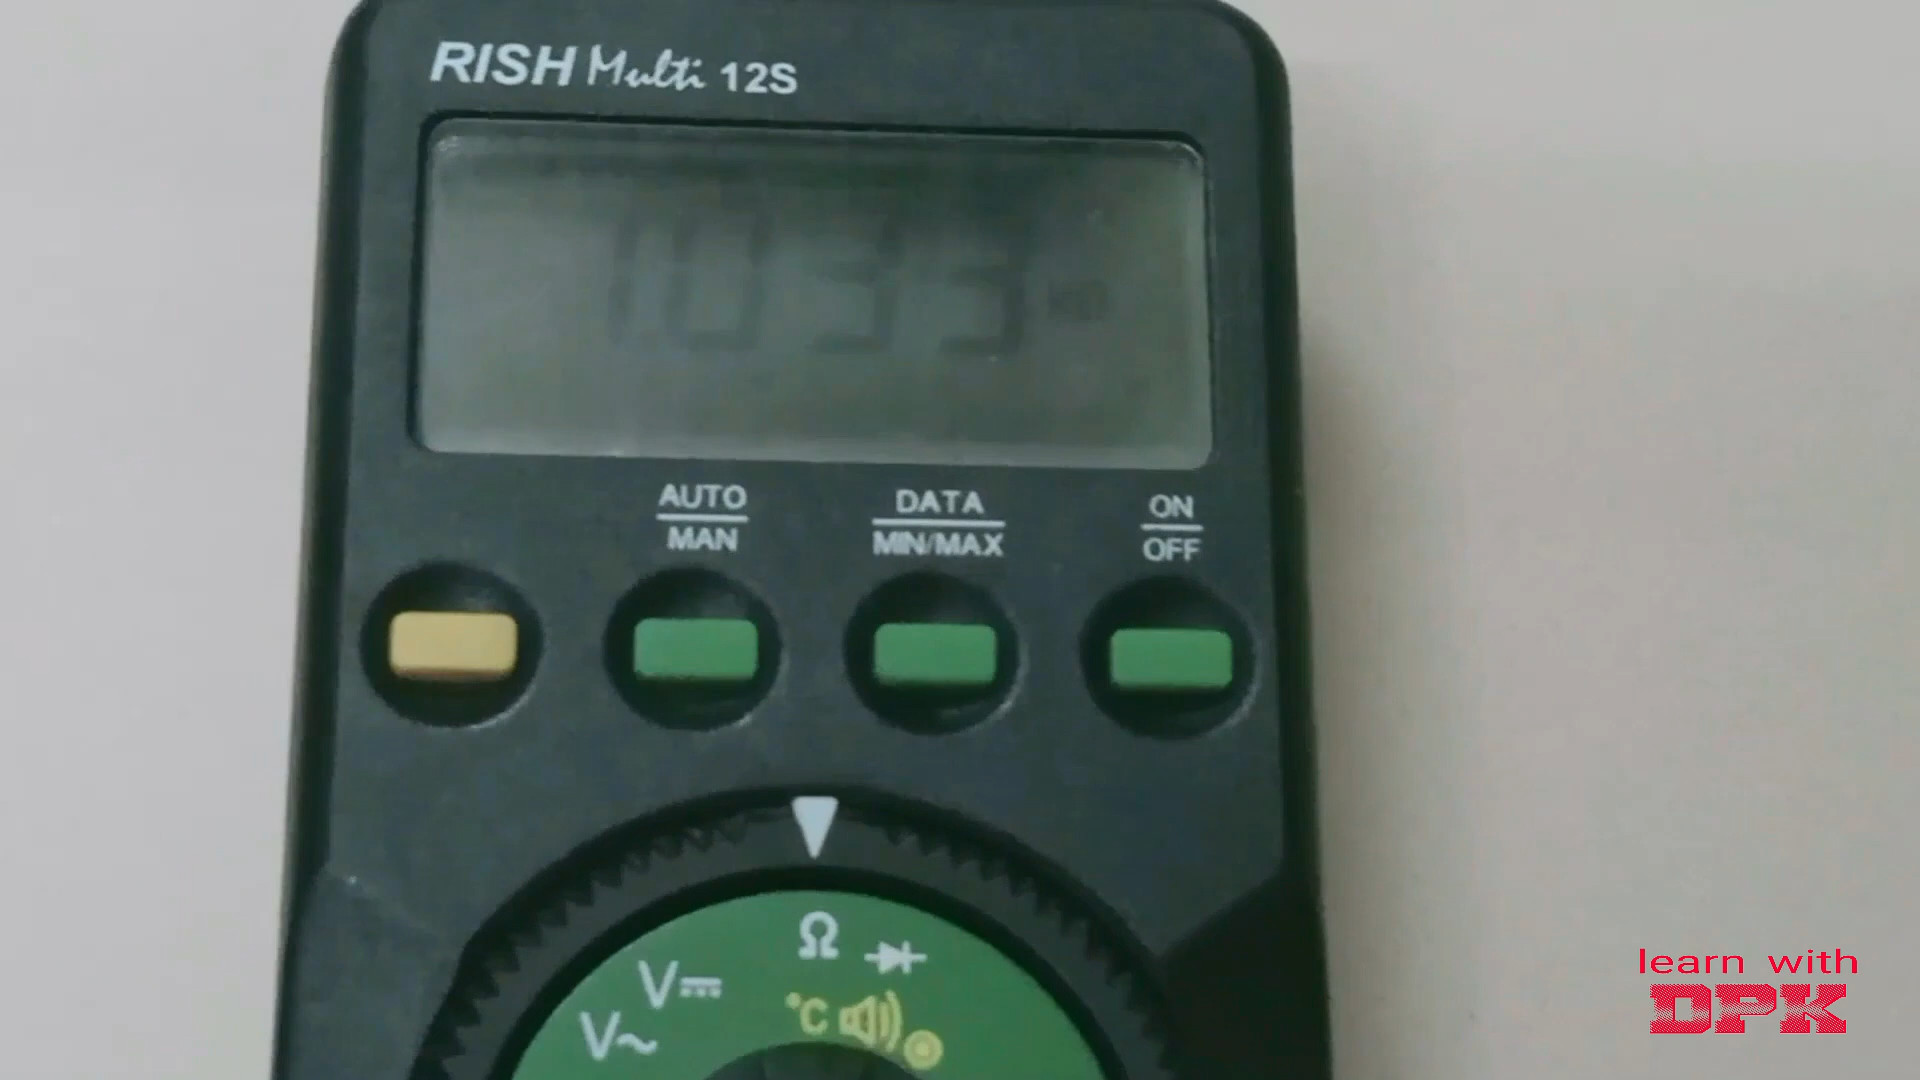 RISH Multi 12S
AUTO
MAN
DATA
MIN/MAX
ON
OFF
Ω
V
°C
V~
learn with
DPK